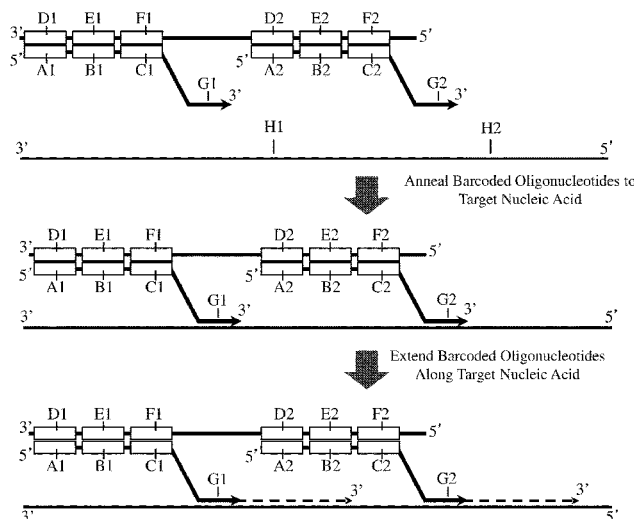 D1 E1 F1 D2 E2 F2
3' 5'
5'
A1 B1 C1 A2 B2 C2
G1 3' G2 3'
H1 H2
3' 5'
Anneal Barcoded Oligonucleotides to
Target Nucleic Acid
D1 E1 F1 D2 E2 F2
3' 5'
5'
A1 B1 C1 A2 B2 C2
G1 3' G2 3'
3' 5'
Extend Barcoded Oligonucleotides
Along Target Nucleic Acid
D1 E1 F1 D2 E2 F2
3' 5'
5'
A1 B1 C1 A2 B2 C2
G1 3' G2 3'
3' 5'